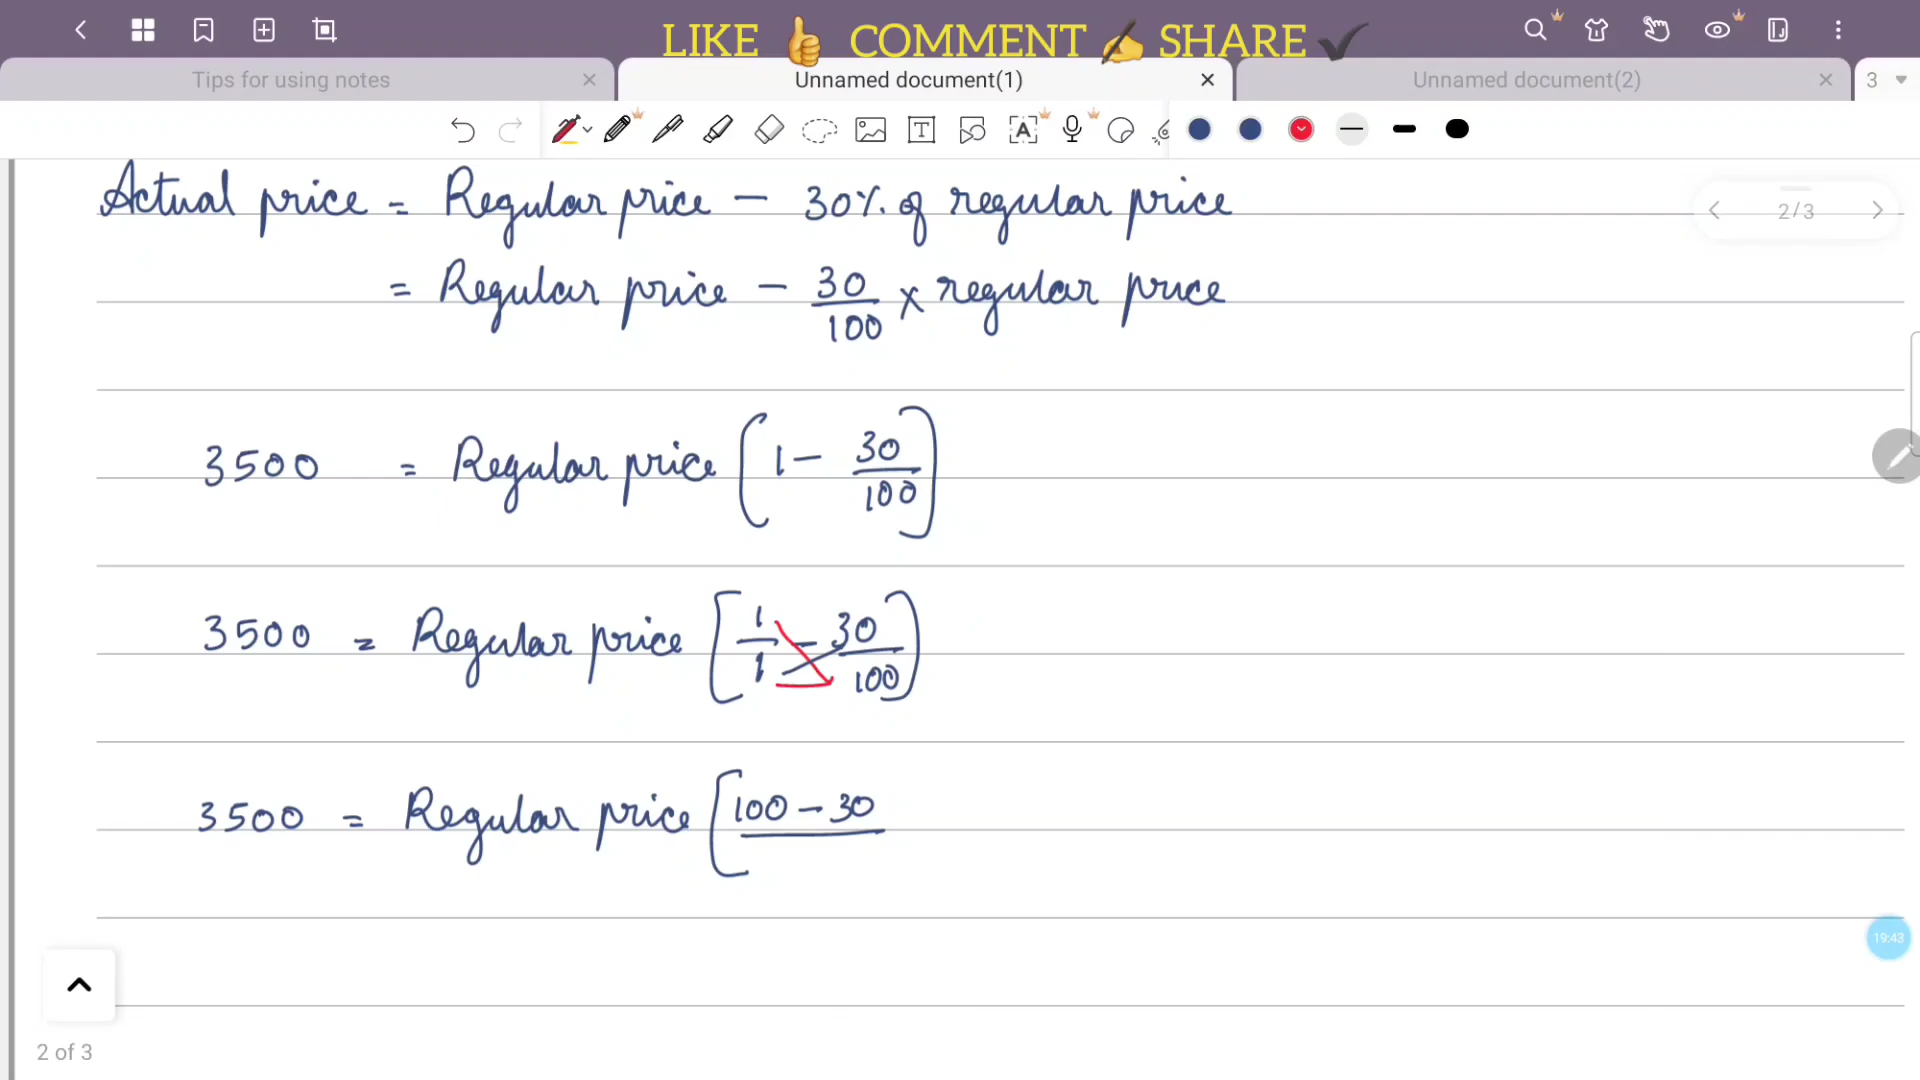 LIKE 👍 COMMENT ✍ SHARE ✔
Tips for using notes
Unnamed document(1)
Unnamed document(2)
3
Actual price = Regular price - 30% of regular price
2/3
= Regular price - 30/100 × regular price
3500 = Regular price [1 - 30/100]
3500 = Regular price [1/1 - 30/100]
3500 = Regular price [100 - 30
19:43
2 of 3